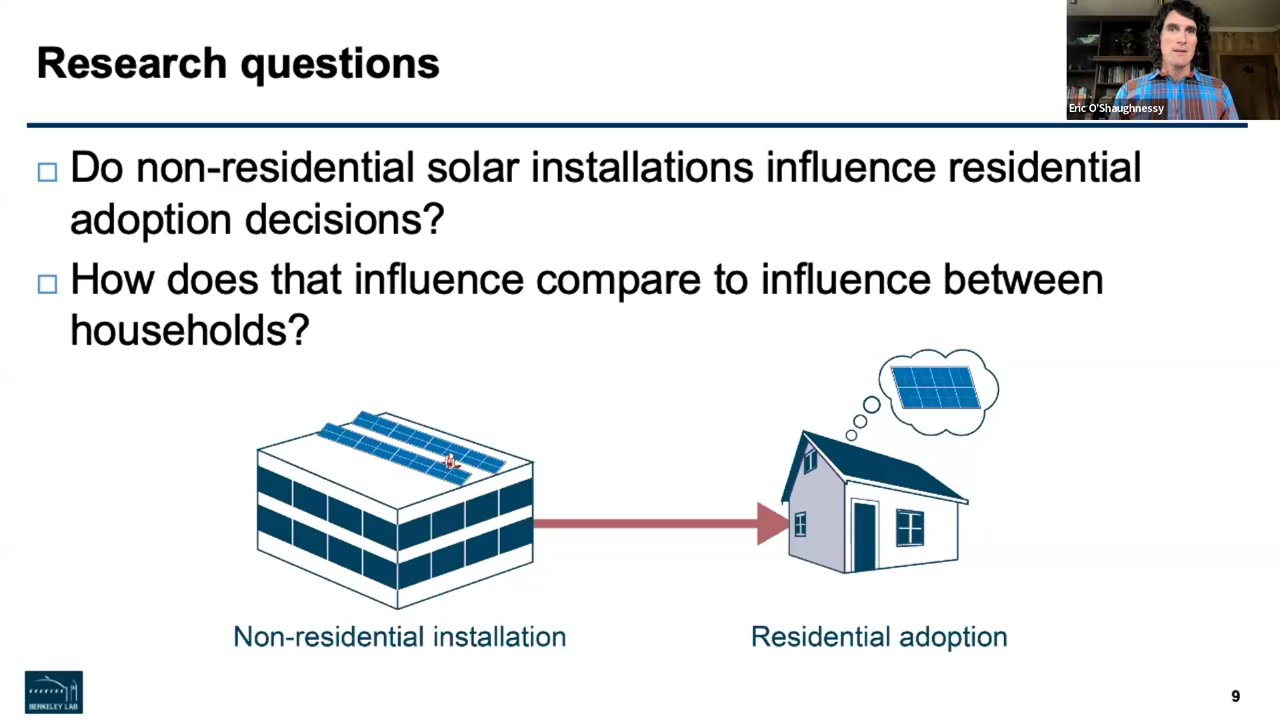 Research questions
Eric O'Shaughnessy
Do non-residential solar installations influence residential
adoption decisions?
How does that influence compare to influence between
households?
Non-residential installation
Residential adoption
BERKELEY LAB
9